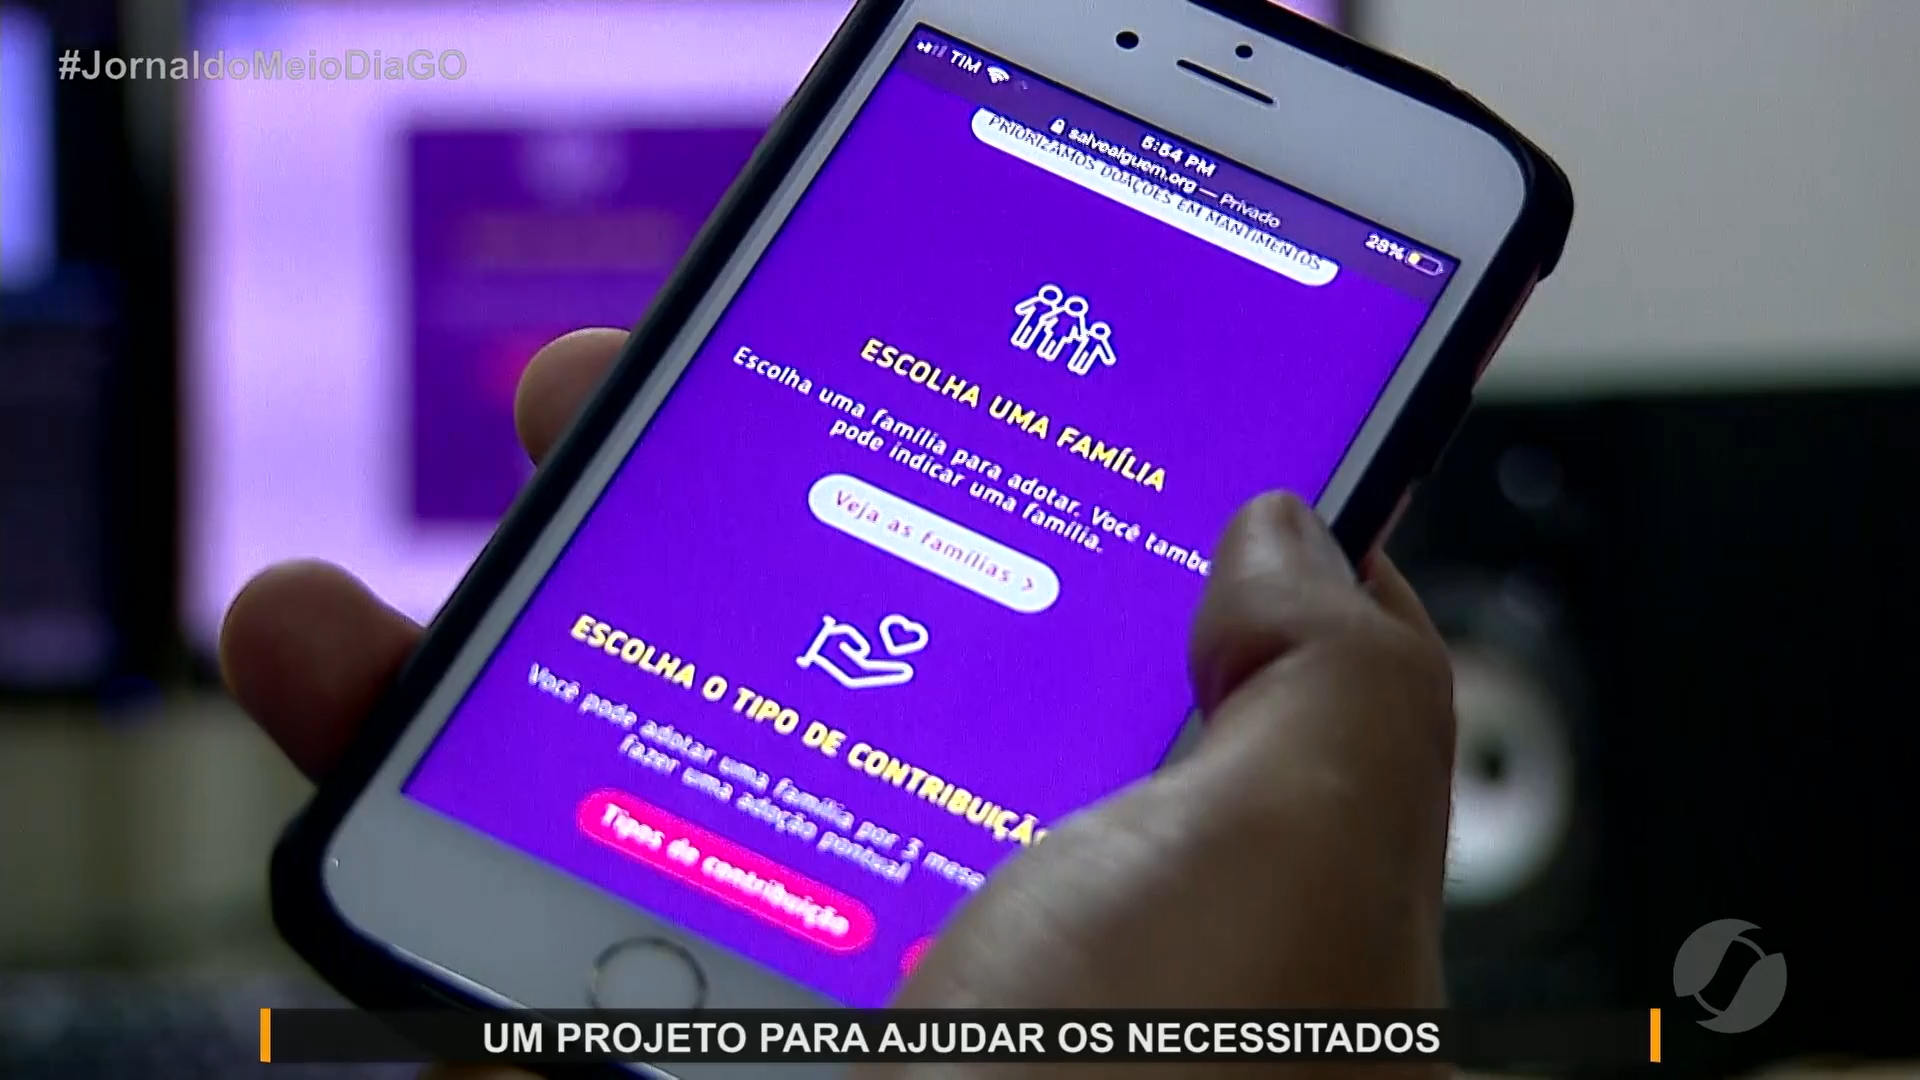 #JornaldoMeioDiaGO
TIM
5:54 PM
salvealguem.org — Privado
28%
PRIORIZAMOS DOAÇÕES EM MANTIMENTOS
ESCOLHA UMA FAMÍLIA
Escolha uma família para adotar. Você també
pode indicar uma família.
Veja as famílias >
ESCOLHA O TIPO DE CONTRIBUIÇÃO
Você pode adotar uma família por 3 mese
fazer uma adoção pontual
Tipos de contribuição
UM PROJETO PARA AJUDAR OS NECESSITADOS